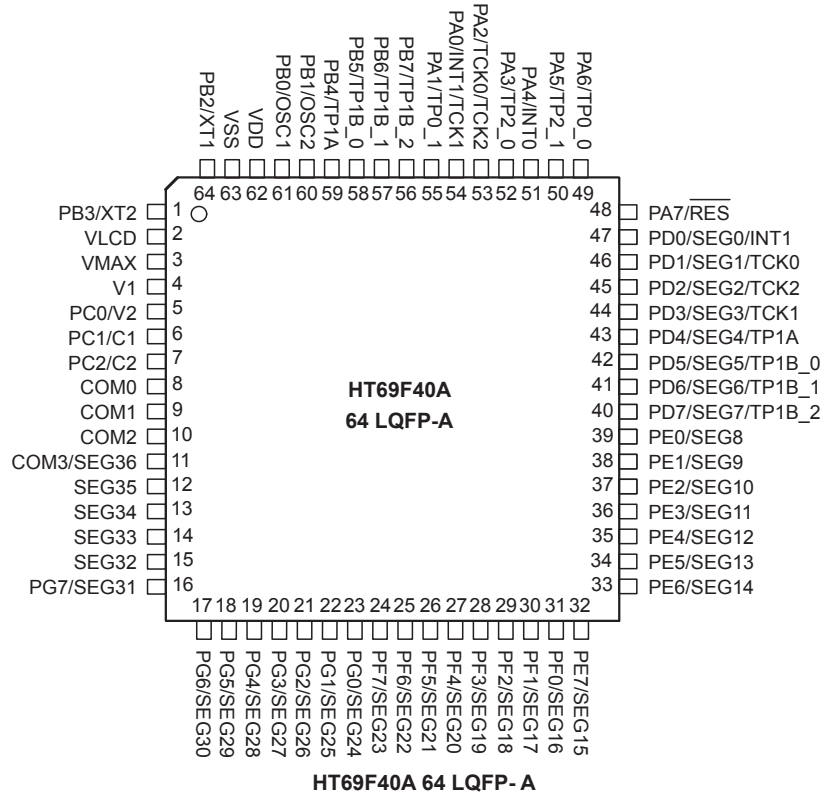 PB2/XT1
VSS
VDD
PB0/OSC1
PB1/OSC2
PB4/TP1A
PB5/TP1B_0
PB6/TP1B_1
PB7/TP1B_2
PA1/TP0_1
PA0/INT1/TCK1
PA2/TCK0/TCK2
PA3/TP2_0
PA4/INT0
PA5/TP2_1
PA6/TP0_0
64 63 62 61 60 59 58 57 56 55 54 53 52 51 50 49
PB3/XT2 1
VLCD 2
VMAX 3
V1 4
PC0/V2 5
PC1/C1 6
PC2/C2 7
COM0 8
COM1 9
COM2 10
COM3/SEG36 11
SEG35 12
SEG34 13
SEG33 14
SEG32 15
PG7/SEG31 16
HT69F40A
64 LQFP-A
48 PA7/RES
47 PD0/SEG0/INT1
46 PD1/SEG1/TCK0
45 PD2/SEG2/TCK2
44 PD3/SEG3/TCK1
43 PD4/SEG4/TP1A
42 PD5/SEG5/TP1B_0
41 PD6/SEG6/TP1B_1
40 PD7/SEG7/TP1B_2
39 PE0/SEG8
38 PE1/SEG9
37 PE2/SEG10
36 PE3/SEG11
35 PE4/SEG12
34 PE5/SEG13
33 PE6/SEG14
17 18 19 20 21 22 23 24 25 26 27 28 29 30 31 32
PG6/SEG30
PG5/SEG29
PG4/SEG28
PG3/SEG27
PG2/SEG26
PG1/SEG25
PG0/SEG24
PF7/SEG23
PF6/SEG22
PF5/SEG21
PF4/SEG20
PF3/SEG19
PF2/SEG18
PF1/SEG17
PF0/SEG16
PE7/SEG15
HT69F40A 64 LQFP- A